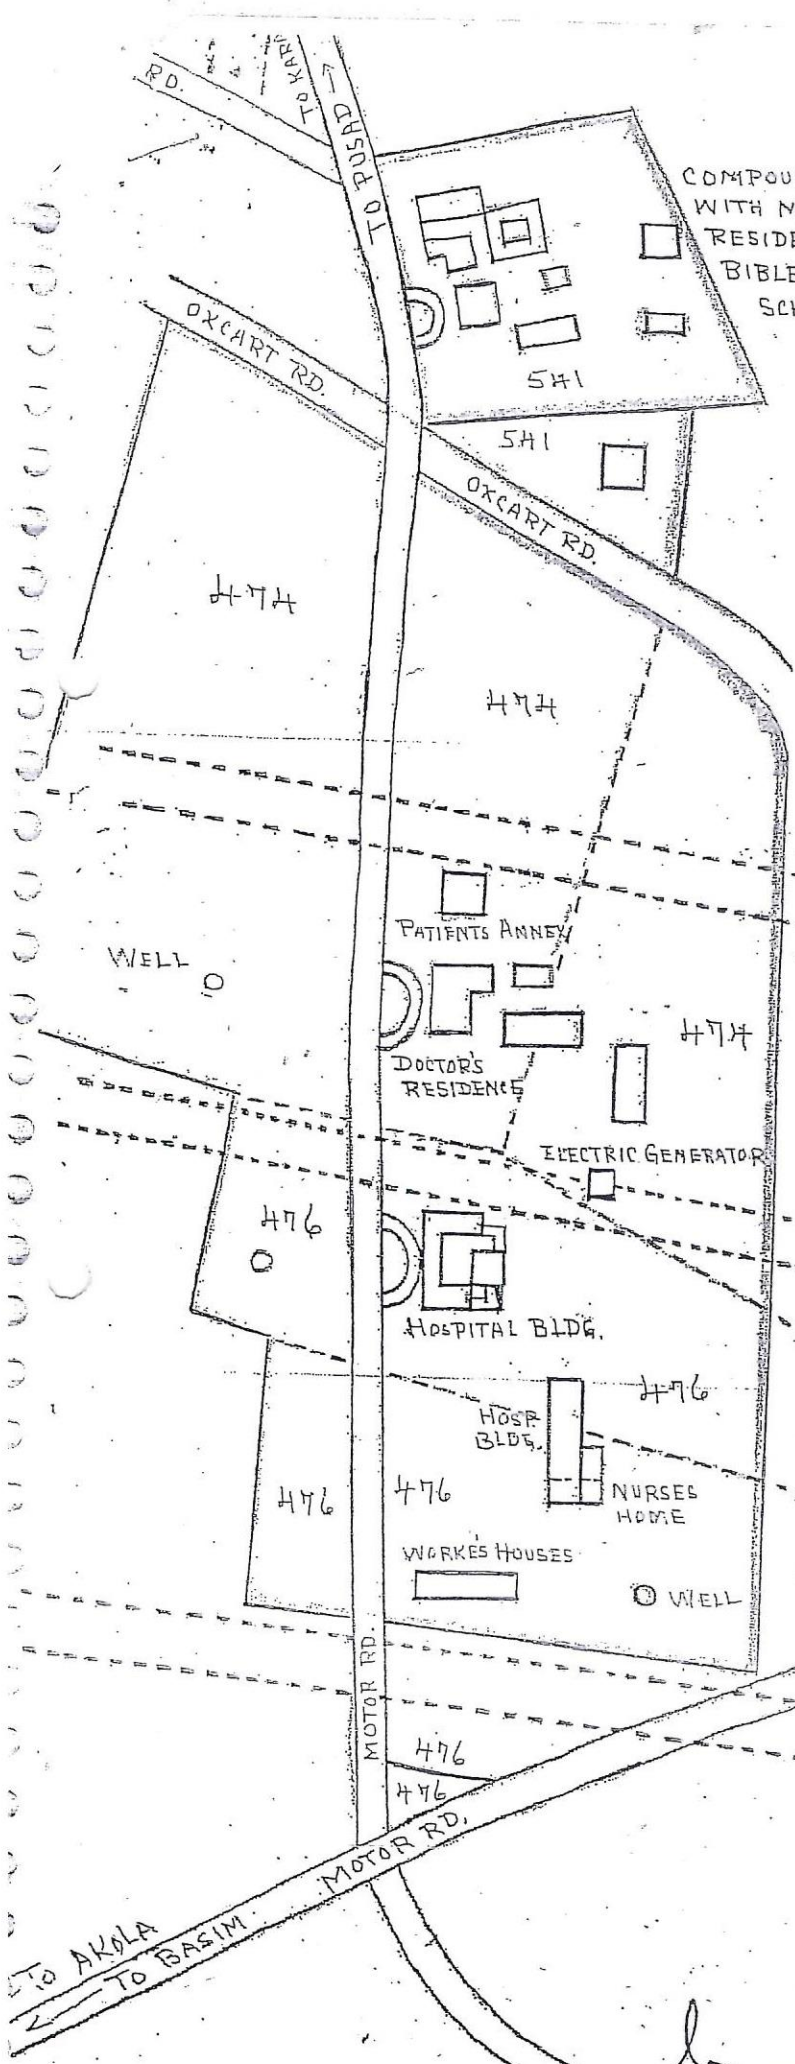 RD.
TO KARI
TO PUSAD →
COMPOU
WITH N
RESIDE
BIBLE
SCH
OXCART RD.
541
541
OXCART RD.
474
474
PATIENTS ANNEX
WELL
474
DOCTOR'S
RESIDENCE
ELECTRIC GENERATOR
476
HOSPITAL BLDG.
476
HOSP.
BLDG.
476
476
NURSES
HOME
WORKE'S HOUSES
WELL
MOTOR RD.
476
476
MOTOR RD.
TO AKOLA
← TO BASIM